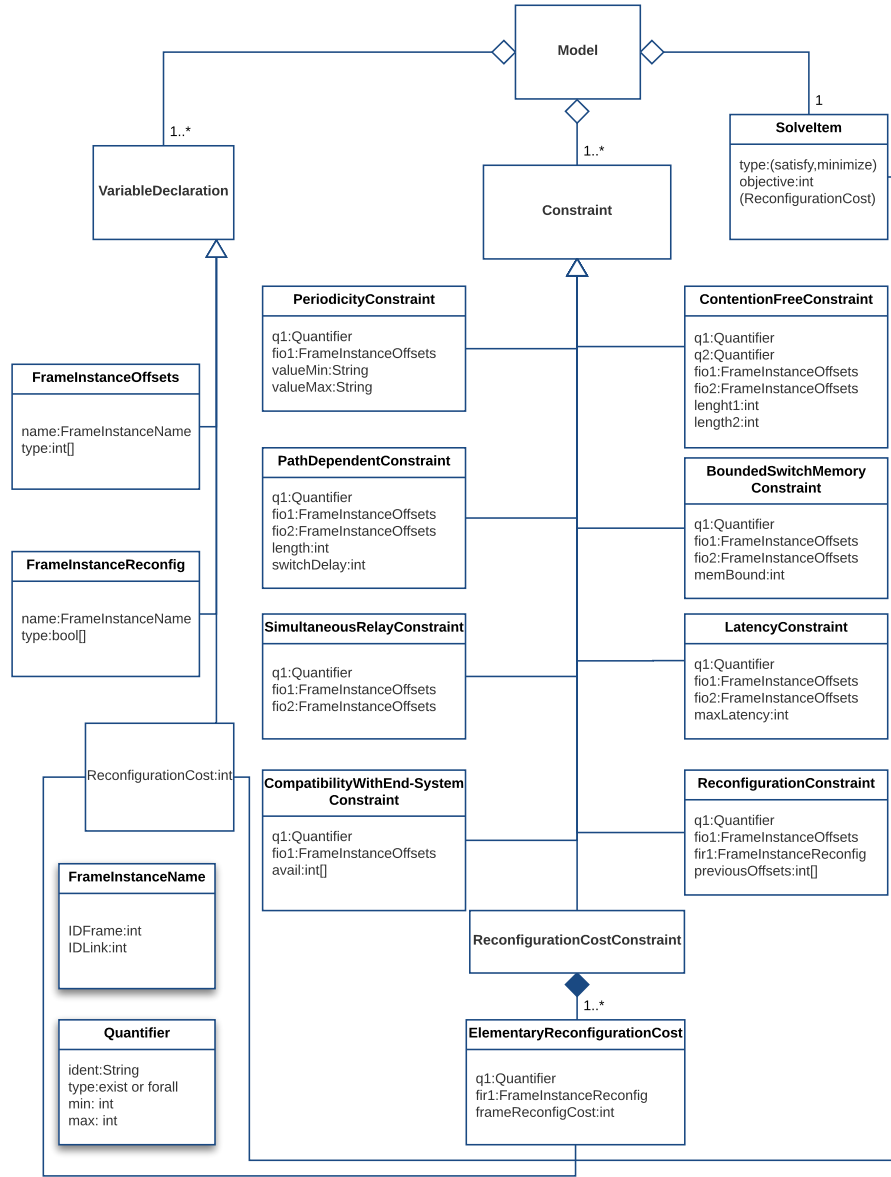 Model
1..*
1..*
1
VariableDeclaration
Constraint
SolveItem
type:(satisfy,minimize)
objective:int
(ReconfigurationCost)
FrameInstanceOffsets
name:FrameInstanceName
type:int[]
FrameInstanceReconfig
name:FrameInstanceName
type:bool[]
ReconfigurationCost:int
FrameInstanceName
IDFrame:int
IDLink:int
Quantifier
ident:String
type:exist or forall
min: int
max: int
PeriodicityConstraint
q1:Quantifier
fio1:FrameInstanceOffsets
valueMin:String
valueMax:String
PathDependentConstraint
q1:Quantifier
fio1:FrameInstanceOffsets
fio2:FrameInstanceOffsets
length:int
switchDelay:int
SimultaneousRelayConstraint
q1:Quantifier
fio1:FrameInstanceOffsets
fio2:FrameInstanceOffsets
CompatibilityWithEnd-System
Constraint
q1:Quantifier
fio1:FrameInstanceOffsets
avail:int[]
ContentionFreeConstraint
q1:Quantifier
q2:Quantifier
fio1:FrameInstanceOffsets
fio2:FrameInstanceOffsets
lenght1:int
length2:int
BoundedSwitchMemory
Constraint
q1:Quantifier
fio1:FrameInstanceOffsets
fio2:FrameInstanceOffsets
memBound:int
LatencyConstraint
q1:Quantifier
fio1:FrameInstanceOffsets
fio2:FrameInstanceOffsets
maxLatency:int
ReconfigurationConstraint
q1:Quantifier
fio1:FrameInstanceOffsets
fir1:FrameInstanceReconfig
previousOffsets:int[]
ReconfigurationCostConstraint
1..*
ElementaryReconfigurationCost
q1:Quantifier
fir1:FrameInstanceReconfig
frameReconfigCost:int